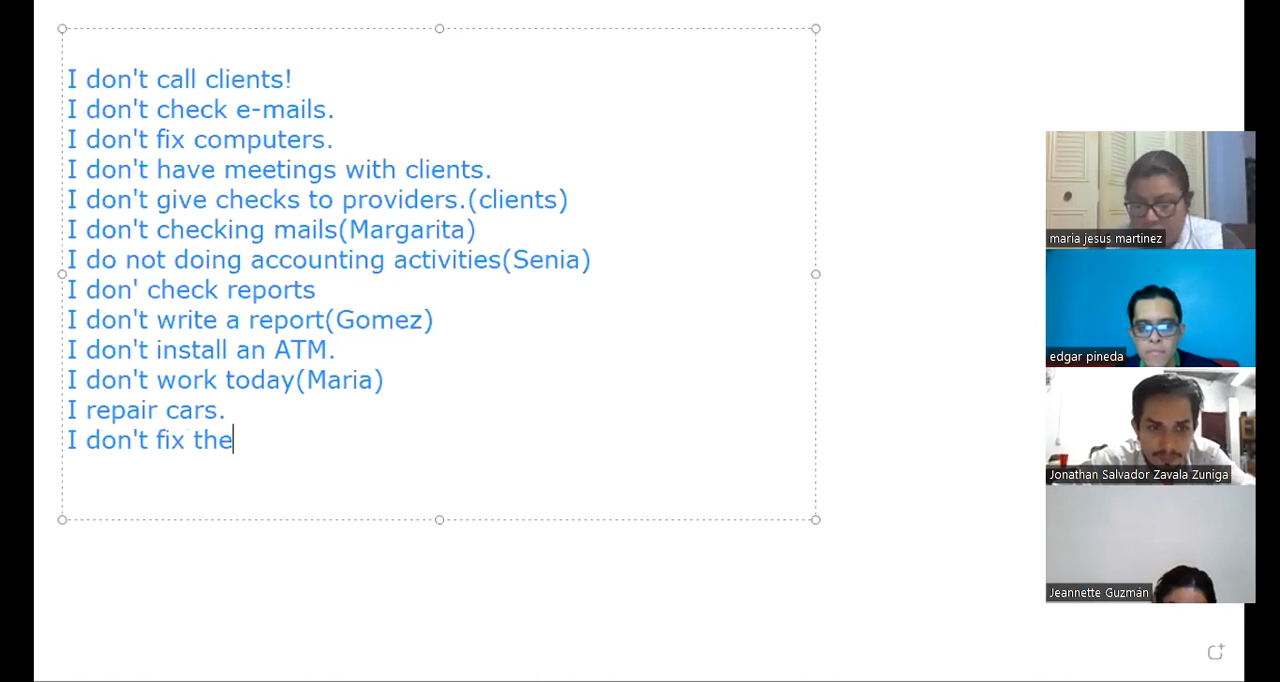 I don't call clients!
I don't check e-mails.
I don't fix computers.
I don't have meetings with clients.
I don't give checks to providers.(clients)
I don't checking mails(Margarita)
I do not doing accounting activities(Senia)
I don' check reports
I don't write a report(Gomez)
I don't install an ATM.
I don't work today(Maria)
I repair cars.
I don't fix the
maria jesus martinez
edgar pineda
Jonathan Salvador Zavala Zuniga
Jeannette Guzmán